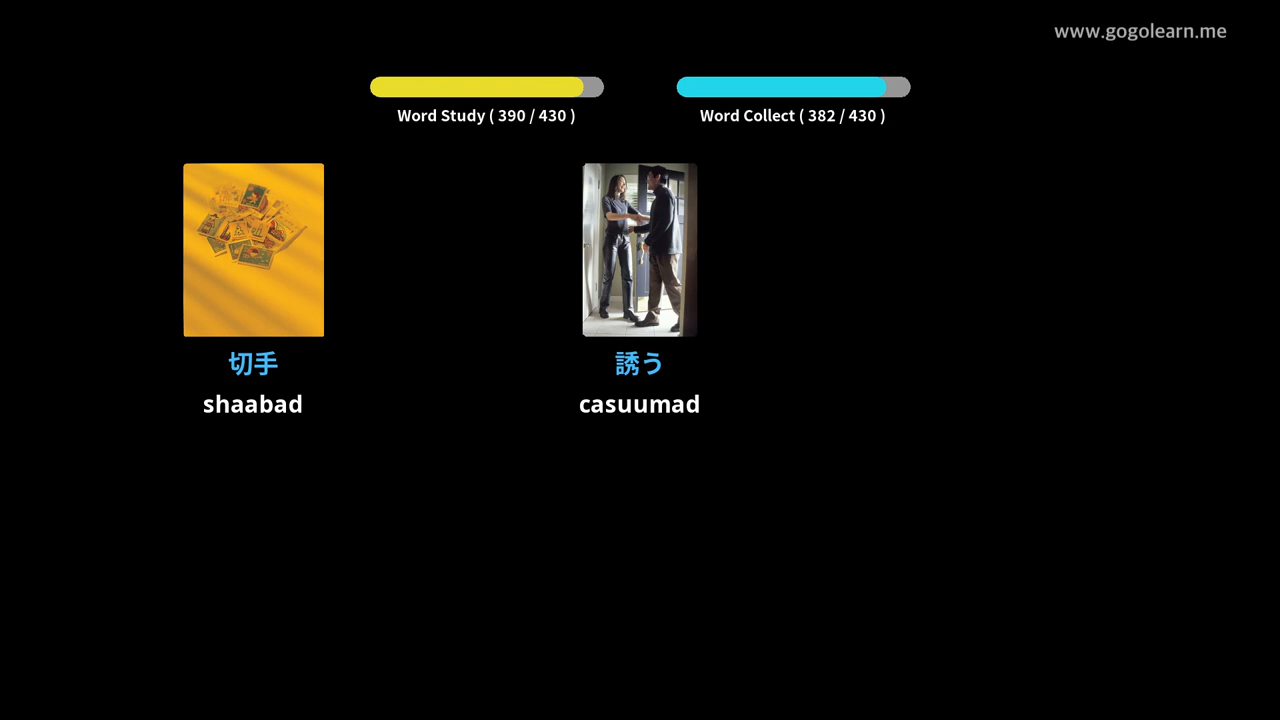 www.gogolearn.me
Word Study ( 390 / 430 )
Word Collect ( 382 / 430 )
切手
shaabad
誘う
casuumad